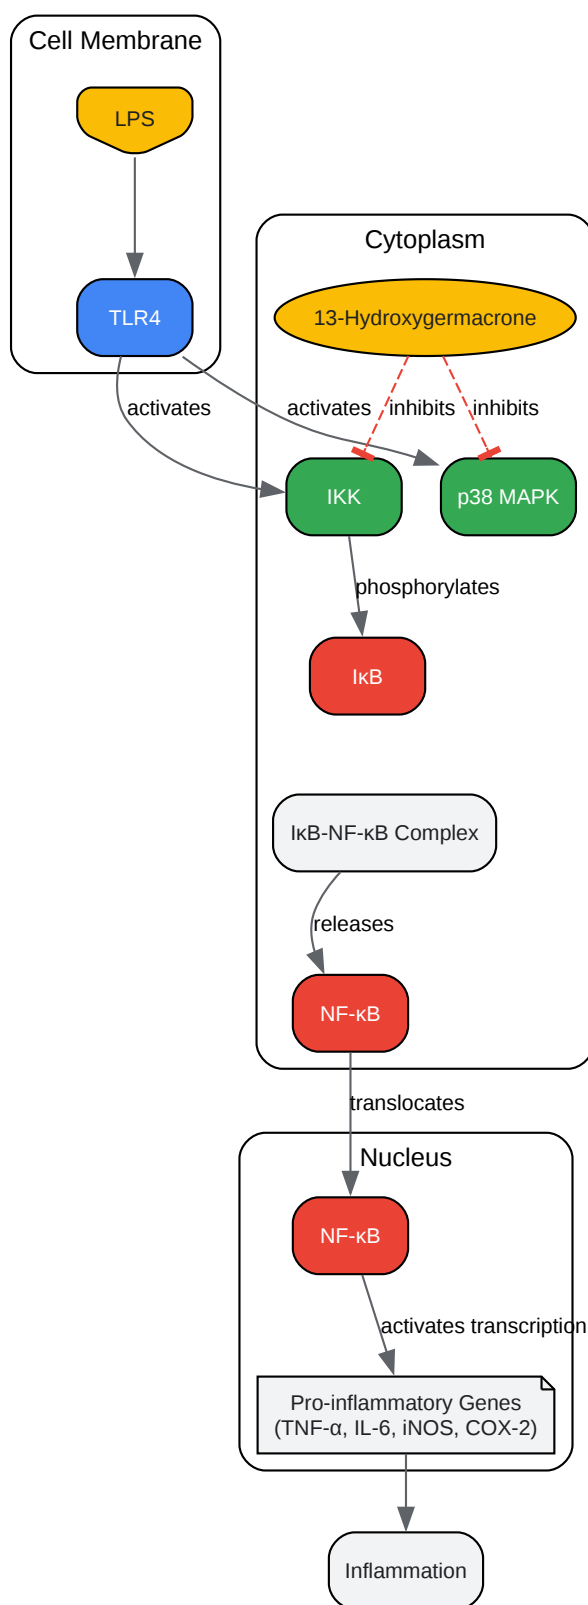 Cell Membrane
LPS
TLR4
Cytoplasm
13-Hydroxygermacrone
activates
activates
inhibits
inhibits
IKK
p38 MAPK
phosphorylates
IκB
IκB-NF-κB Complex
releases
NF-κB
translocates
Nucleus
NF-κB
activates transcription
Pro-inflammatory Genes
(TNF-α, IL-6, iNOS, COX-2)
Inflammation